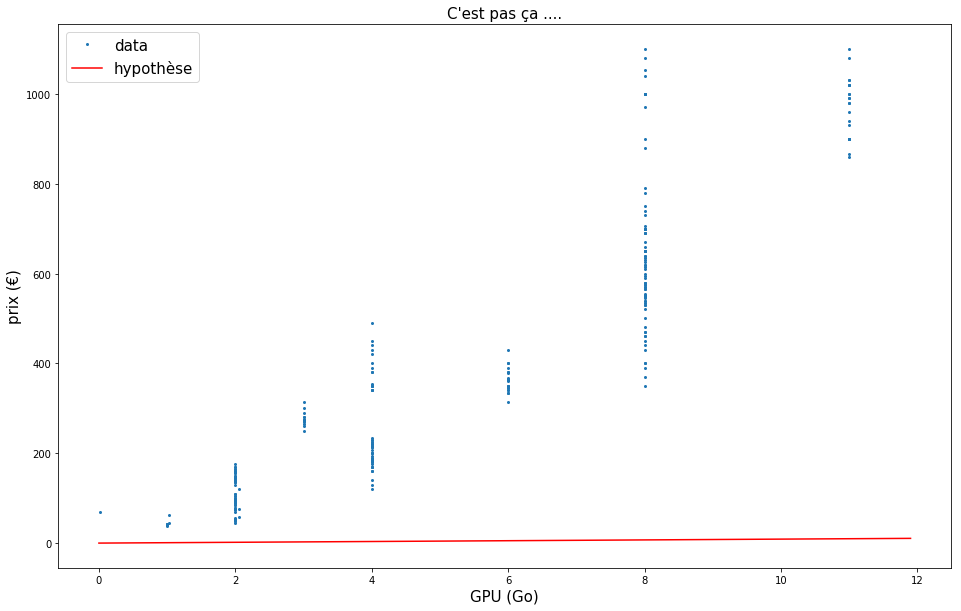 C'est pas ça ....
data
hypothèse
prix (€)
1000
800
600
400
200
0
0 2 4 6 8 10 12
GPU (Go)